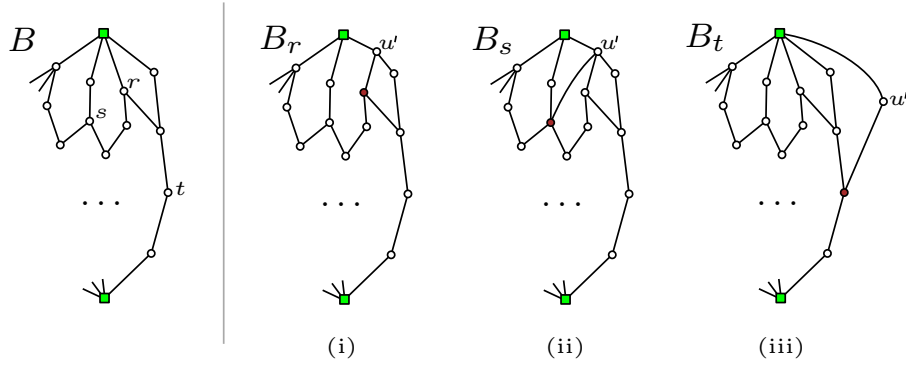 B
r
s
t
. . .
B_r
u'
. . .
(i)
B_s
u'
. . .
(ii)
B_t
u'
. . .
(iii)